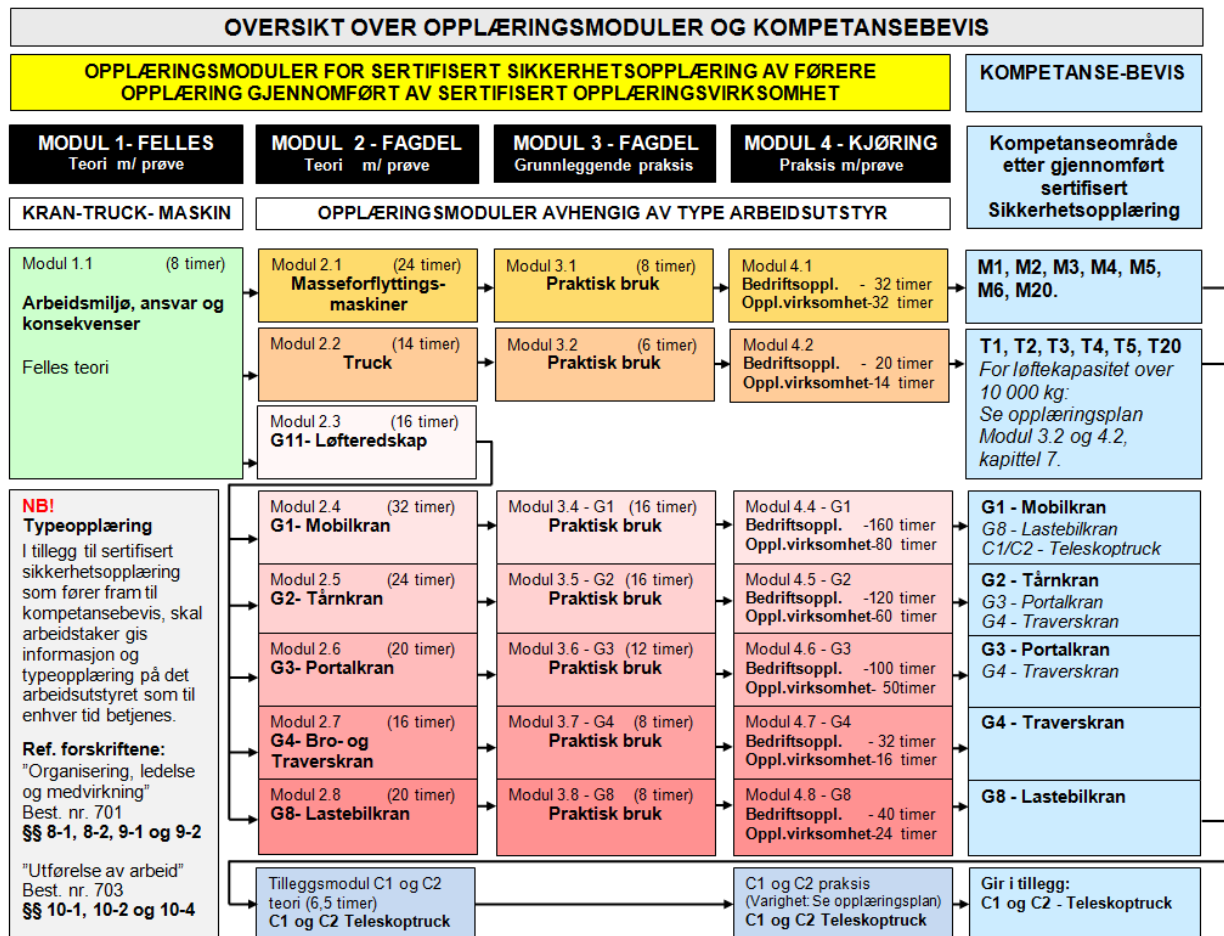 OVERSIKT OVER OPPLÆRINGSMODULER OG KOMPETANSEBEVIS
OPPLÆRINGSMODULER FOR SERTIFISERT SIKKERHETSOPPLÆRING AV FØRERE
OPPLÆRING GJENNOMFØRT AV SERTIFISERT OPPLÆRINGSVIRKSOMHET
KOMPETANSE-BEVIS
MODUL 1- FELLES
Teori m/ prøve
MODUL 2 - FAGDEL
Teori m/ prøve
MODUL 3 - FAGDEL
Grunnleggende praksis
MODUL 4 - KJØRING
Praksis m/prøve
Kompetanseområde
etter gjennomført
sertifisert
Sikkerhetsopplæring
KRAN-TRUCK- MASKIN
OPPLÆRINGSMODULER AVHENGIG AV TYPE ARBEIDSUTSTYR
Modul 1.1 (8 timer)
Arbeidsmiljø, ansvar og
konsekvenser
Felles teori
Modul 2.1 (24 timer)
Masseforflyttings-
maskiner
Modul 3.1 (8 timer)
Praktisk bruk
Modul 4.1
Bedriftsoppl. - 32 timer
Oppl.virksomhet-32 timer
M1, M2, M3, M4, M5,
M6, M20.
Modul 2.2 (14 timer)
Truck
Modul 3.2 (6 timer)
Praktisk bruk
Modul 4.2
Bedriftsoppl. - 20 timer
Oppl.virksomhet-14 timer
T1, T2, T3, T4, T5, T20
For løftekapasitet over
10 000 kg:
Se opplæringsplan
Modul 3.2 og 4.2,
kapittel 7.
Modul 2.3 (16 timer)
G11- Løfteredskap
NB!
Typeopplæring
I tillegg til sertifisert
sikkerhetsopplæring
som fører fram til
kompetansebevis, skal
arbeidstaker gis
informasjon og
typeopplæring på det
arbeidsutstyret som til
enhver tid betjenes.
Ref. forskriftene:
"Organisering, ledelse
og medvirkning"
Best. nr. 701
§§ 8-1, 8-2, 9-1 og 9-2
"Utførelse av arbeid"
Best. nr. 703
§§ 10-1, 10-2 og 10-4
Modul 2.4 (32 timer)
G1- Mobilkran
Modul 3.4 - G1 (16 timer)
Praktisk bruk
Modul 4.4 - G1
Bedriftsoppl. -160 timer
Oppl.virksomhet-80 timer
G1 - Mobilkran
G8 - Lastebilkran
C1/C2 - Teleskoptruck
Modul 2.5 (24 timer)
G2- Tårnkran
Modul 3.5 - G2 (16 timer)
Praktisk bruk
Modul 4.5 - G2
Bedriftsoppl. -120 timer
Oppl.virksomhet-60 timer
G2 - Tårnkran
G3 - Portalkran
G4 - Traverskran
Modul 2.6 (20 timer)
G3- Portalkran
Modul 3.6 - G3 (12 timer)
Praktisk bruk
Modul 4.6 - G3
Bedriftsoppl. -100 timer
Oppl.virksomhet- 50timer
G3 - Portalkran
G4 - Traverskran
Modul 2.7 (16 timer)
G4- Bro- og
Traverskran
Modul 3.7 - G4 (8 timer)
Praktisk bruk
Modul 4.7 - G4
Bedriftsoppl. - 32 timer
Oppl.virksomhet-16 timer
G4 - Traverskran
Modul 2.8 (20 timer)
G8- Lastebilkran
Modul 3.8 - G8 (8 timer)
Praktisk bruk
Modul 4.8 - G8
Bedriftsoppl. - 40 timer
Oppl.virksomhet-24 timer
G8 - Lastebilkran
Tilleggsmodul C1 og C2
teori (6,5 timer)
C1 og C2 Teleskoptruck
C1 og C2 praksis
(Varighet: Se opplæringsplan)
C1 og C2 Teleskoptruck
Gir i tillegg:
C1 og C2 - Teleskoptruck